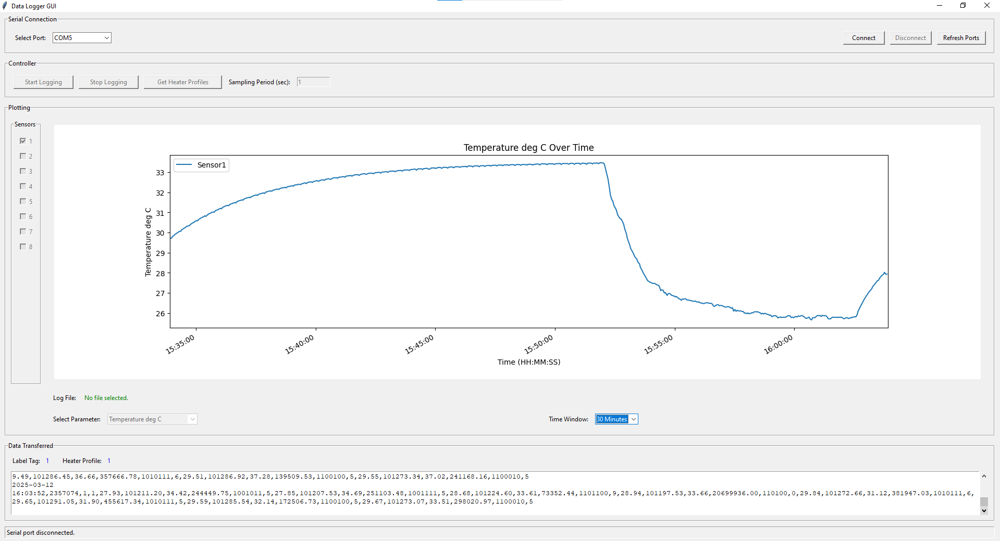 Data Logger GUI
Serial Connection
Select Port: COM5 Connect Disconnect Refresh Ports
Controller
Start Logging Stop Logging Get Heater Profiles Sampling Period (sec): 1
Plotting
Sensors
1
2
3
4
5
6
7
8
Temperature deg C Over Time
Sensor1
Temperature deg C
33
32
31
30
29
28
27
26
15:35:00 15:40:00 15:45:00 15:50:00 15:55:00 16:00:00
Time (HH:MM:SS)
Log File: No file selected.
Select Parameter: Temperature deg C Time Window: 30 Minutes
Data Transferred
Label Tag: 1 Heater Profile: 1
9.49,101286.45,36.66,357666.78,1010111,6,29.51,101286.92,37.28,139509.53,1100100,5,29.55,101273.34,37.02,241168.16,1100010,5
2025-03-12
16:03:52,2357074,1,1,27.93,101211.20,34.42,244449.75,1001011,5,27.85,101207.53,34.69,251103.48,1001111,5,28.68,101224.60,33.61,73352.44,1101100,9,28.94,101197.53,33.66,20699936.00,110100,0,29.84,101272.66,31.12,381947.03,1010111,6,
29.65,101291.05,31.90,455617.34,1010111,5,29.59,101285.54,32.14,172506.73,1100100,5,29.67,101273.07,33.51,298020.97,1100010,5
Serial port disconnected.